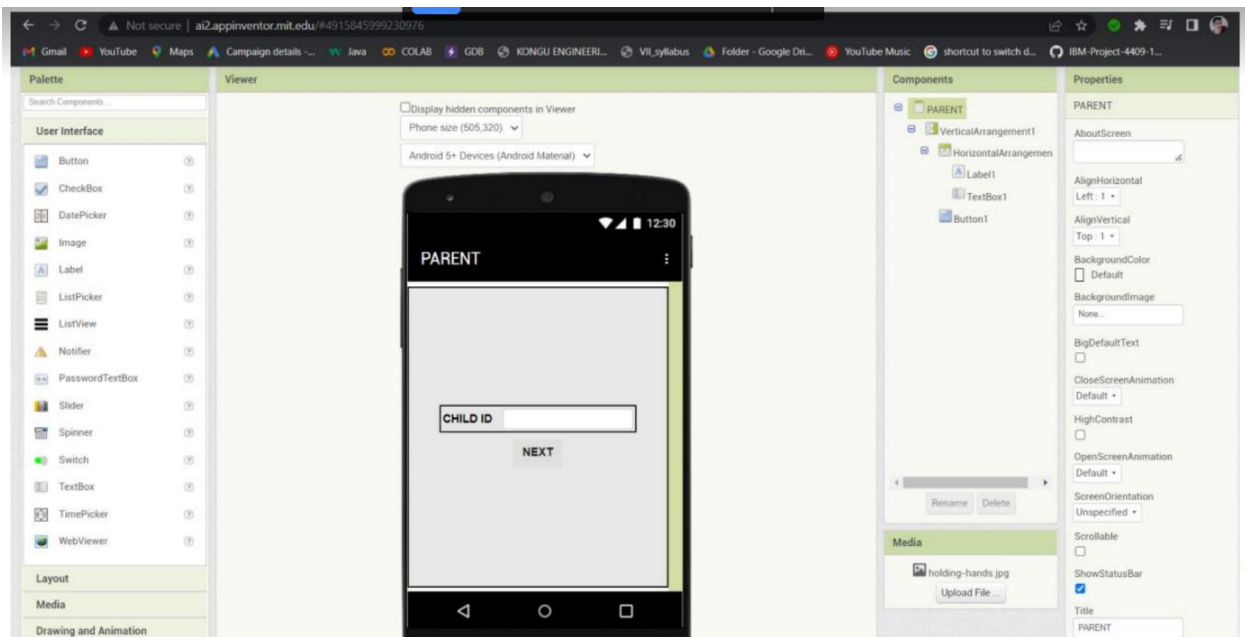 Not secure | ai2.appinventor.mit.edu/#4915845999230976
Gmail YouTube Maps Campaign details -... Java COLAB GDB KONGU ENGINEERI... VII_syllabus Folder - Google Dri... YouTube Music shortcut to switch d... IBM-Project-4409-1...
Palette
Search Components...
User Interface
Button
CheckBox
DatePicker
Image
Label
ListPicker
ListView
Notifier
PasswordTextBox
Slider
Spinner
Switch
TextBox
TimePicker
WebViewer
Layout
Media
Drawing and Animation
Viewer
Display hidden components in Viewer
Phone size (505,320)
Android 5+ Devices (Android Material)
12:30
PARENT
CHILD ID
NEXT
Components
PARENT
VerticalArrangement1
HorizontalArrangemen
Label1
TextBox1
Button1
Rename Delete
Media
holding-hands.jpg
Upload File ...
Properties
PARENT
AboutScreen
AlignHorizontal
Left : 1
AlignVertical
Top : 1
BackgroundColor
Default
BackgroundImage
None...
BigDefaultText
CloseScreenAnimation
Default
HighContrast
OpenScreenAnimation
Default
ScreenOrientation
Unspecified
Scrollable
ShowStatusBar
Title
PARENT